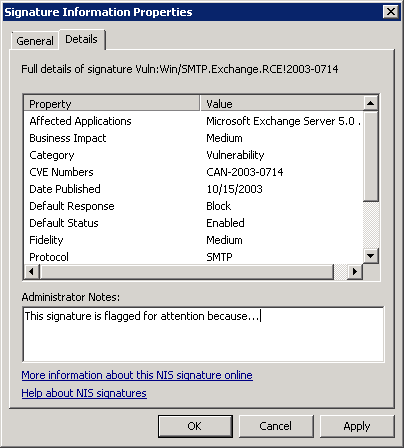 Signature Information Properties
General Details
Full details of signature Vuln:Win/SMTP.Exchange.RCE!2003-0714
Property Value
Affected Applications Microsoft Exchange Server 5.0 .
Business Impact Medium
Category Vulnerability
CVE Numbers CAN-2003-0714
Date Published 10/15/2003
Default Response Block
Default Status Enabled
Fidelity Medium
Protocol SMTP
Administrator Notes:
This signature is flagged for attention because...
More information about this NIS signature online
Help about NIS signatures
OK Cancel Apply